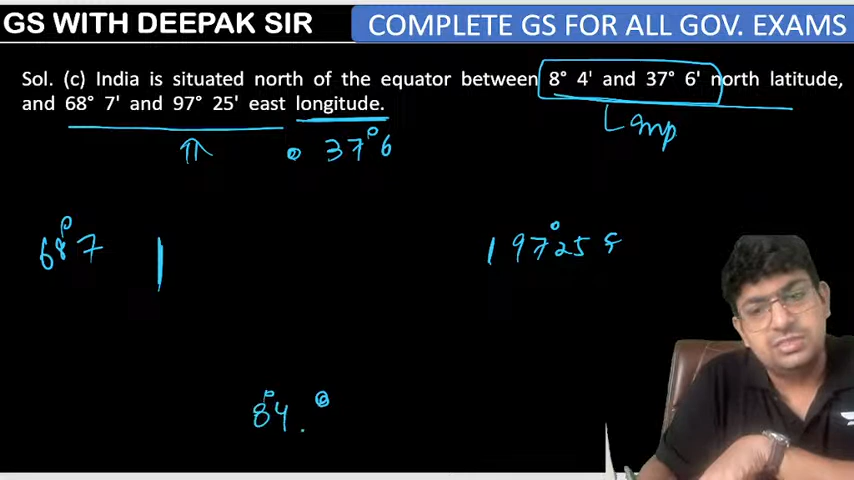 GS WITH DEEPAK SIR
COMPLETE GS FOR ALL GOV. EXAMS
Sol. (c) India is situated north of the equator between 8° 4' and 37° 6' north latitude,
and 68° 7' and 97° 25' east longitude.
Imp
37°6
68°7
97°25
8°4